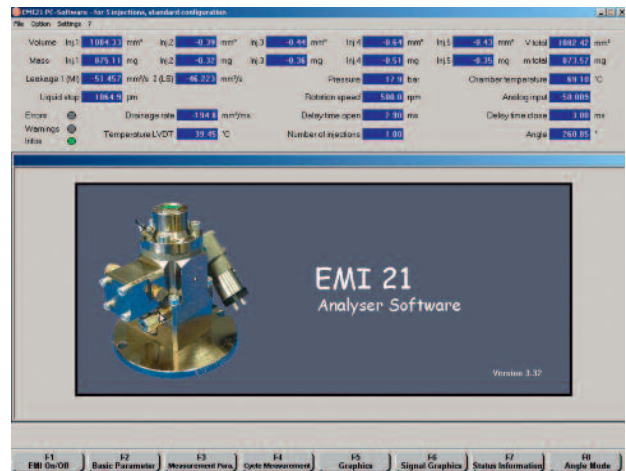 EMI21 PC-Software - for 5 injections, standard configuration
File Option Settings ?
Volume Inj.1 1084.33 mm³ Inj.2 -0.39 mm³ Inj.3 -0.44 mm³ Inj.4 -0.64 mm³ Inj.5 -0.43 mm³ V total 1082.42 mm³
Mass Inj.1 875.11 mg Inj.2 -0.32 mg Inj.3 -0.36 mg Inj.4 -0.51 mg Inj.5 -0.35 mg m total 873.57 mg
Leakage 1 (M) -51.457 mm³/s 2 (LS) -46.223 mm³/s Pressure 17.9 bar Chamber temperature 69.10 °C
Liquid stop 1064.9 µm Rotation speed 500.0 rpm Analog input -50.009
Errors Drainage rate -194.8 mm³/ms Delay time open 2.90 ms Delay time close 3.00 ms
Warnings
Infos Temperature LVDT 39.45 °C Number of injections 1.00 Angle 260.05 °
EMI 21
Analyser Software
Version 3.32
F1 F2 F3 F4 F5 F6 F7 F8
EMI On/Off Basic Parameter Measurement Para. Cycle Measurement Graphics Signal Graphics Status Information Angle Mode